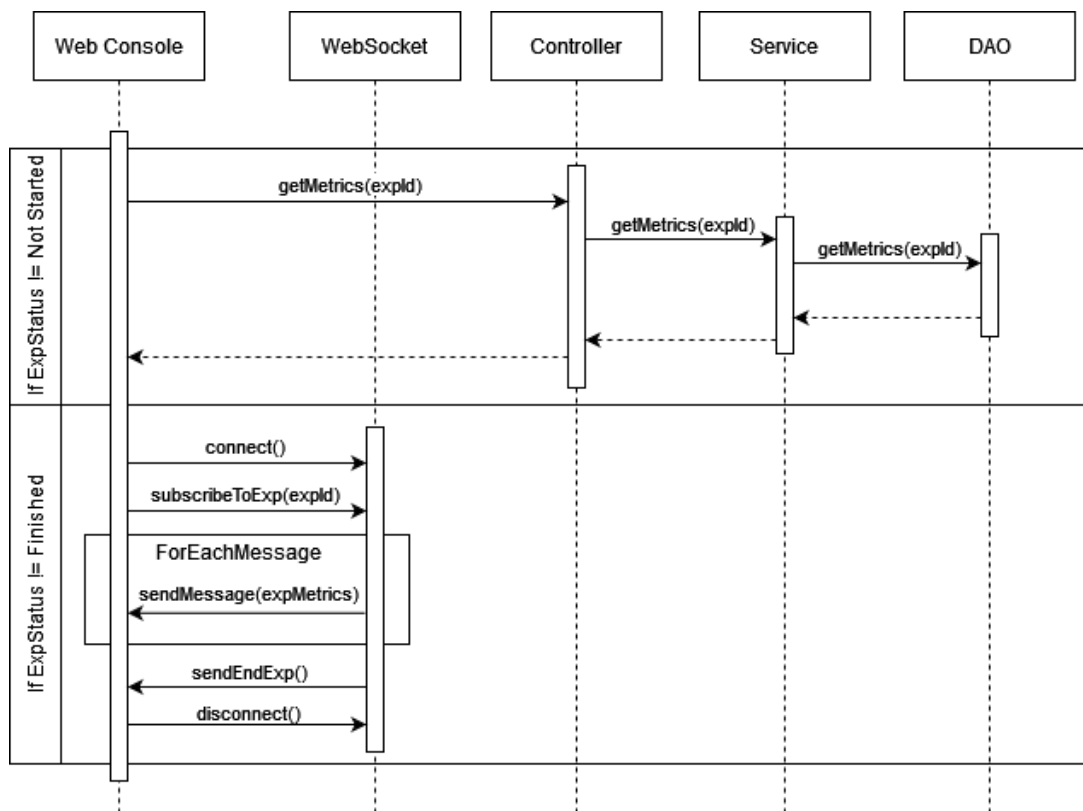 Web Console
WebSocket
Controller
Service
DAO
If ExpStatus != Not Started
getMetrics(expId)
getMetrics(expId)
getMetrics(expId)
If ExpStatus != Finished
connect()
subscribeToExp(expId)
ForEachMessage
sendMessage(expMetrics)
sendEndExp()
disconnect()